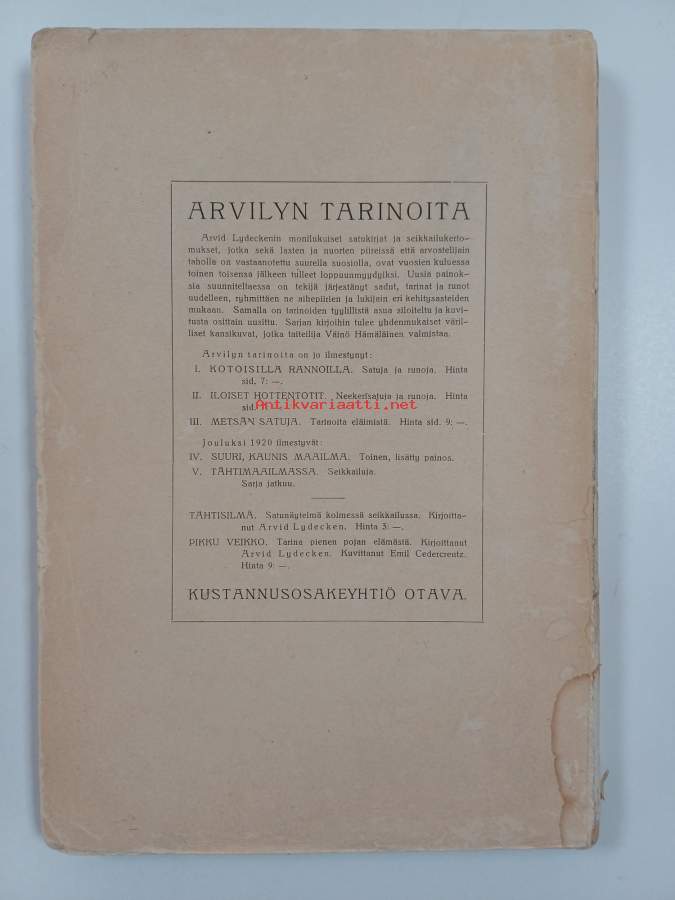 ARVILYN TARINOITA
Arvid Lydeckenin monilukuiset satukirjat ja seikkailukerto-
mukset, jotka sekä lasten ja nuorten piireissä että arvostelijain
taholla on vastaanotettu suurella suosiolla, ovat vuosien kuluessa
toinen toisensa jälkeen tulleet loppuunmyydyiksi. Uusia painok-
sia suunniteltaessa on tekijä järjestänyt sadut, tarinat ja runot
uudelleen, ryhmittäen ne aihepiirien ja lukijain eri kehitysasteiden
mukaan. Samalla on tarinoiden tyylillistä asua siloiteltu ja kuvi-
tusta osittain uusittu. Sarjan kirjoihin tulee yhdenmukaiset väril-
liset kansikuvat, jotka taiteilija Väinö Hämäläinen valmistaa.
Arvilyn tarinoita on jo ilmestynyt:
I. KOTOISILLA RANNOILLA. Satuja ja runoja. Hinta
sid. 7: —.
II. ILOISET HOTTENTOTIT. Neekerisatuja ja runoja. Hinta
sid.
Antikvariaatti.net
III. METSÄN SATUJA. Tarinoita eläimistä. Hinta sid. 9: —.
Jouluksi 1920 ilmestyvät:
IV. SUURI, KAUNIS MAAILMA. Toinen, lisätty painos.
V. TÄHTIMAAILMASSA. Seikkailuja.
Sarja jatkuu.
TÄHTISILMÄ. Satunäytelmä kolmessa seikkailussa. Kirjoitta-
nut Arvid Lydecken. Hinta 3: —.
PIKKU VEIKKO. Tarina pienen pojan elämästä. Kirjoittanut
Arvid Lydecken. Kuvittanut Emil Cedercreutz.
Hinta 9: —.
KUSTANNUSOSAKEYHTIÖ OTAVA.